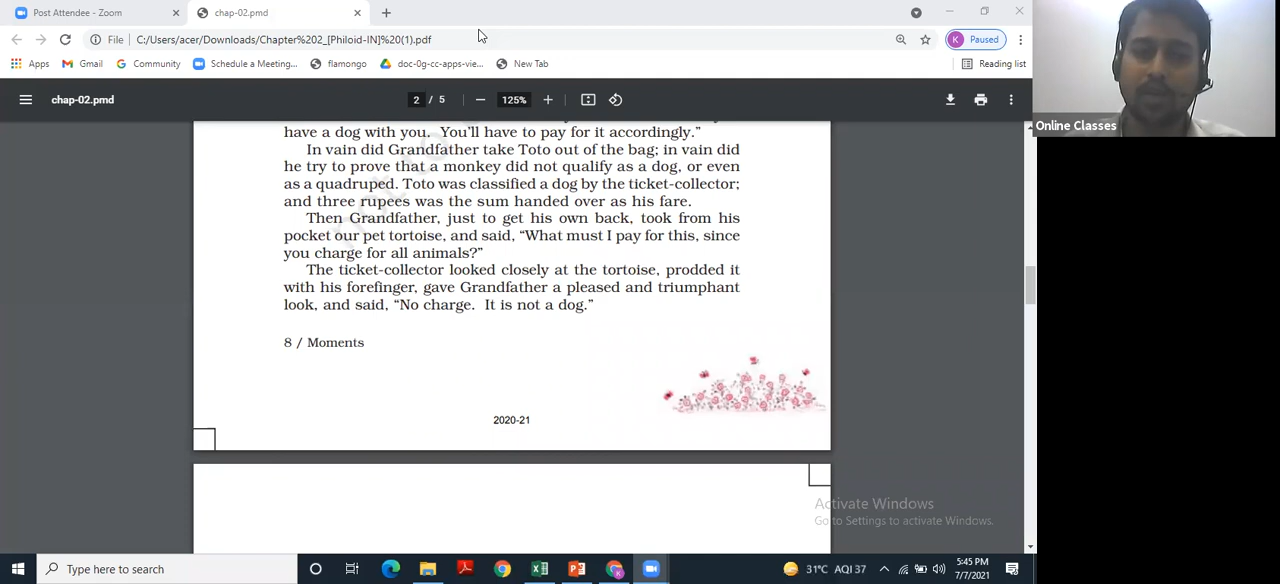 Post Attendee - Zoom
chap-02.pmd
File
C:/Users/acer/Downloads/Chapter%202_[Philoid-IN]%20(1).pdf
K Paused
Apps Gmail Community Schedule a Meeting... flamongo doc-0g-cc-apps-vie... New Tab Reading list
chap-02.pmd 2 / 5 125%
Online Classes
have a dog with you. You'll have to pay for it accordingly.”
In vain did Grandfather take Toto out of the bag; in vain did
he try to prove that a monkey did not qualify as a dog, or even
as a quadruped. Toto was classified a dog by the ticket-collector;
and three rupees was the sum handed over as his fare.
Then Grandfather, just to get his own back, took from his
pocket our pet tortoise, and said, “What must I pay for this, since
you charge for all animals?”
The ticket-collector looked closely at the tortoise, prodded it
with his forefinger, gave Grandfather a pleased and triumphant
look, and said, “No charge. It is not a dog.”
8 / Moments
2020-21
Activate Windows
Go to Settings to activate Windows.
Type here to search
31°C AQI 37
5:45 PM
7/7/2021